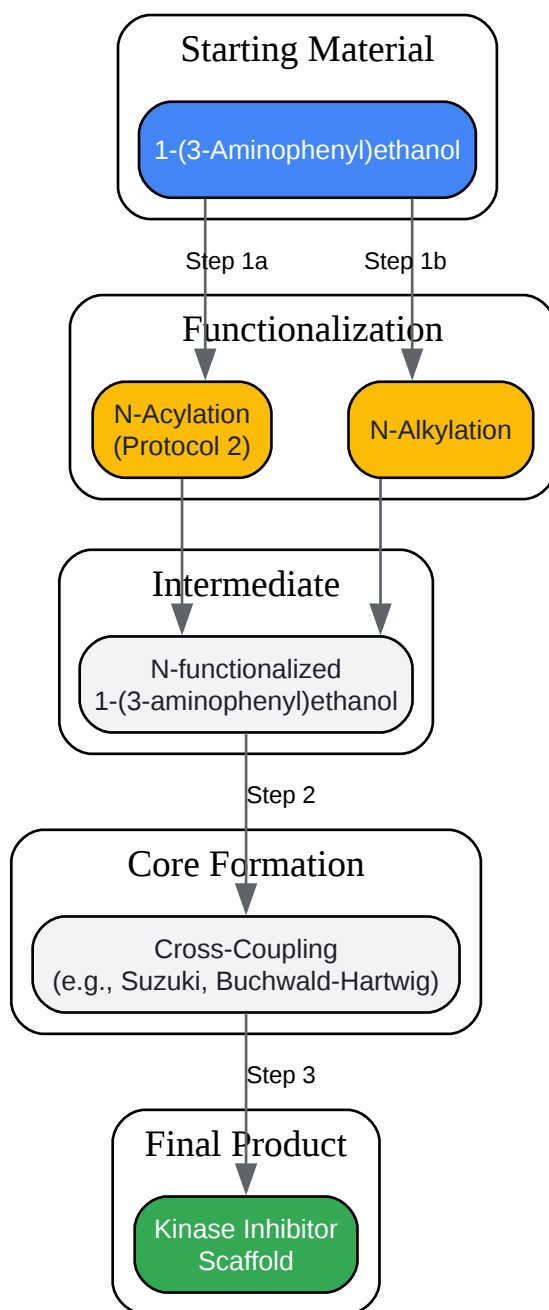 Starting Material
1-(3-Aminophenyl)ethanol
Step 1a
Step 1b
Functionalization
N-Acylation
(Protocol 2)
N-Alkylation
Intermediate
N-functionalized
1-(3-aminophenyl)ethanol
Step 2
Core Formation
Cross-Coupling
(e.g., Suzuki, Buchwald-Hartwig)
Step 3
Final Product
Kinase Inhibitor
Scaffold